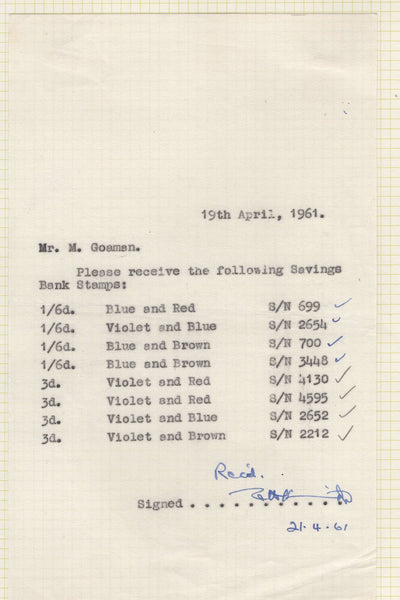 19th April, 1961.
Mr. M. Goaman.
Please receive the following Savings
Bank Stamps:
1/6d. Blue and Red S/N 699 ✓
1/6d. Violet and Blue S/N 2654 ✓
1/6d. Blue and Brown S/N 700 ✓
1/6d. Blue and Brown S/N 3448 ✓
3d. Violet and Red S/N 4130 ✓
3d. Violet and Red S/N 4595 ✓
3d. Violet and Blue S/N 2652 ✓
3d. Violet and Brown S/N 2212 ✓
Recd.
Signed . . . . . . . . . . .
21.4.61